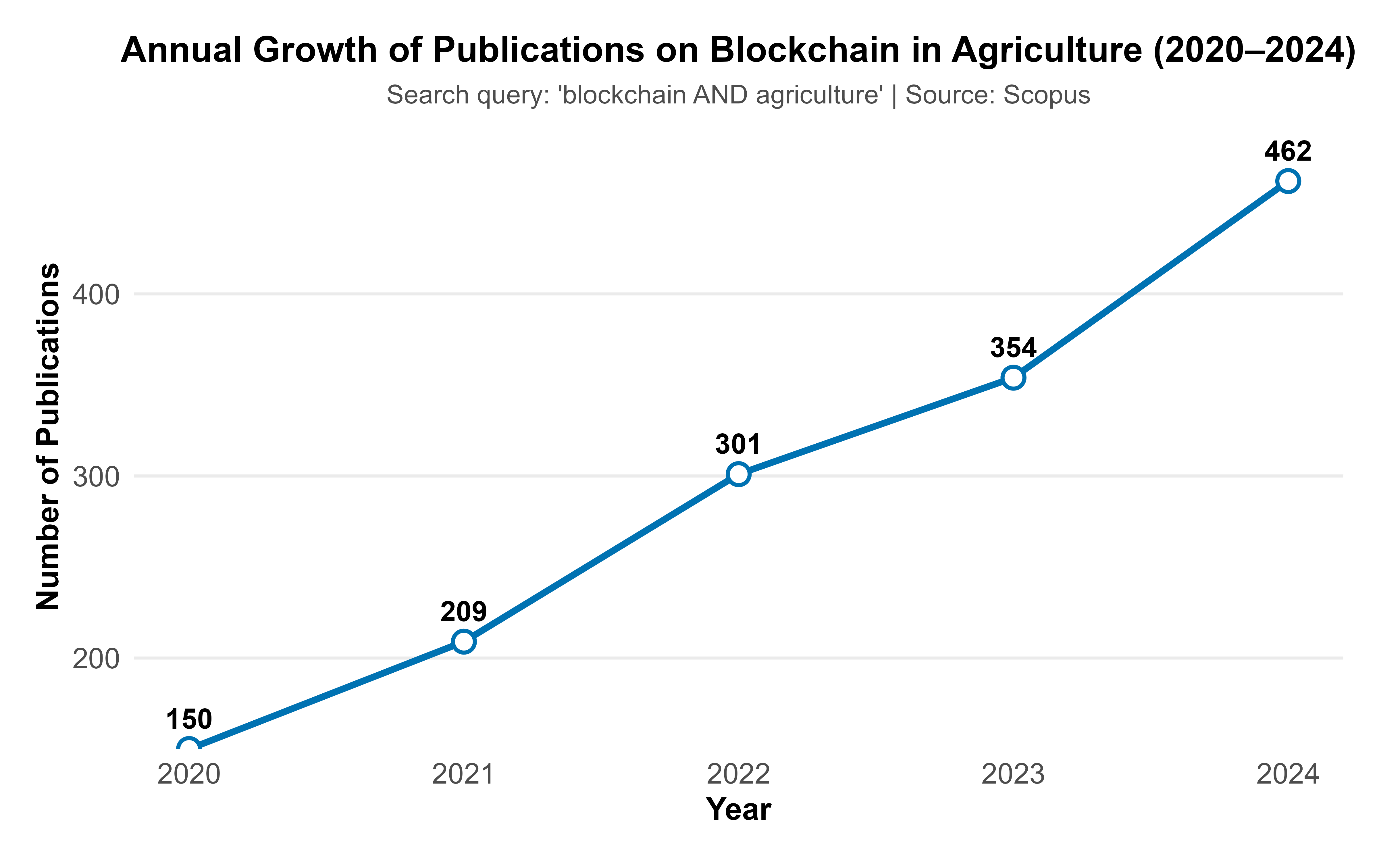 Annual Growth of Publications on Blockchain in Agriculture (2020–2024)
Search query: 'blockchain AND agriculture' | Source: Scopus
Number of Publications
462
400
354
301
300
209
200
150
2020 2021 2022 2023 2024
Year